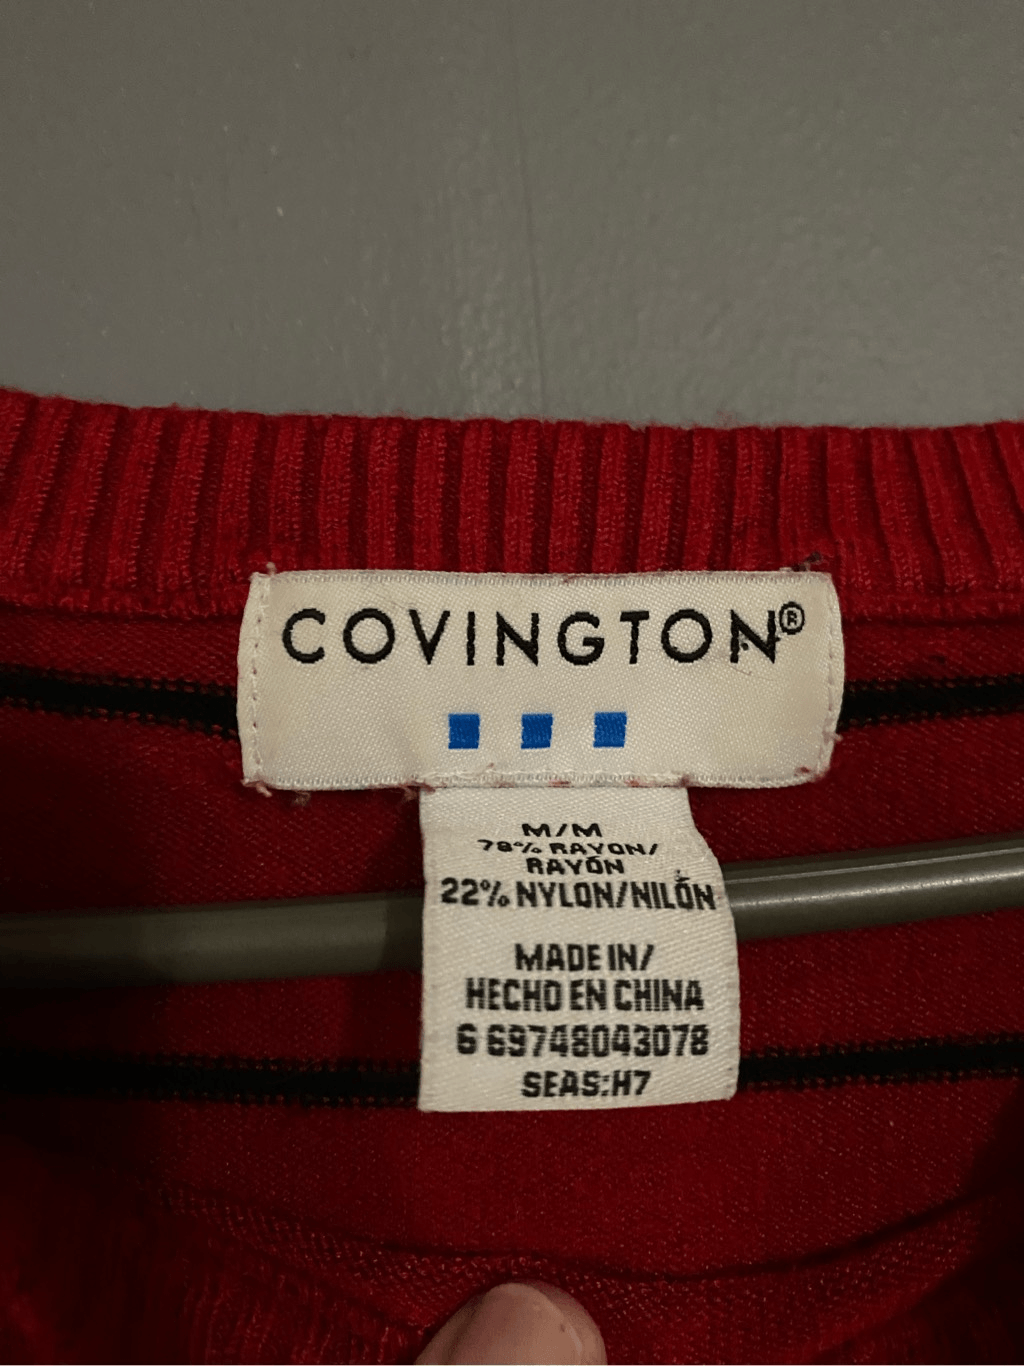 COVINGTON®
M/M
78% RAYON/
RAYÓN
22% NYLON/NILÓN
MADE IN/
HECHO EN CHINA
6 69748043078
SEAS:H7